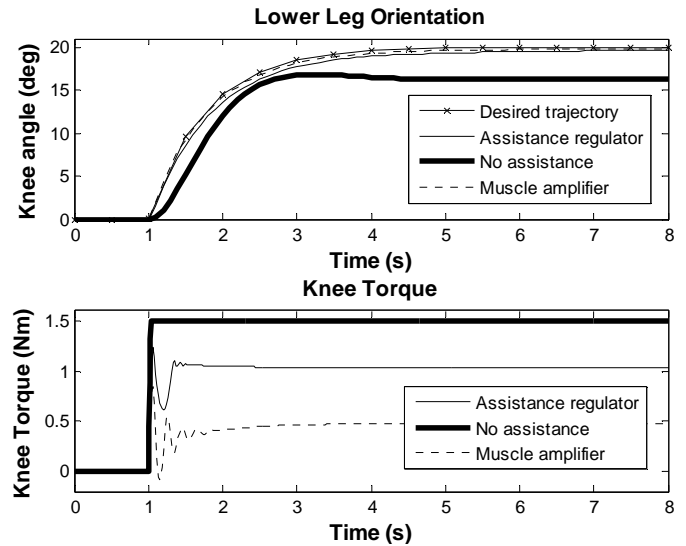 Lower Leg Orientation
Knee angle (deg)
20
15
10
5
0
Desired trajectory
Assistance regulator
No assistance
Muscle amplifier
0 1 2 3 4 5 6 7 8
Time (s)
Knee Torque
Knee Torque (Nm)
1.5
1
0.5
0
Assistance regulator
No assistance
Muscle amplifier
0 1 2 3 4 5 6 7 8
Time (s)